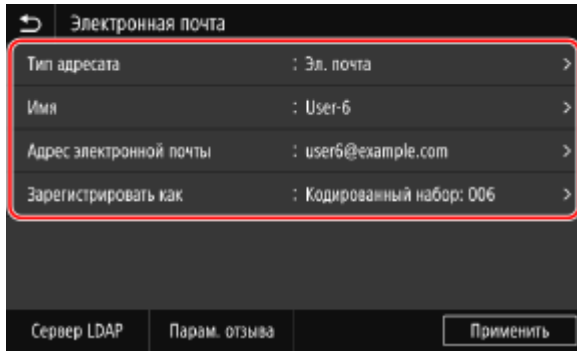 Электронная почта
Тип адресата : Эл. почта
Имя : User-6
Адрес электронной почты : user6@example.com
Зарегистрировать как : Кодированный набор: 006
Сервер LDAP Парам. отзыва Применить